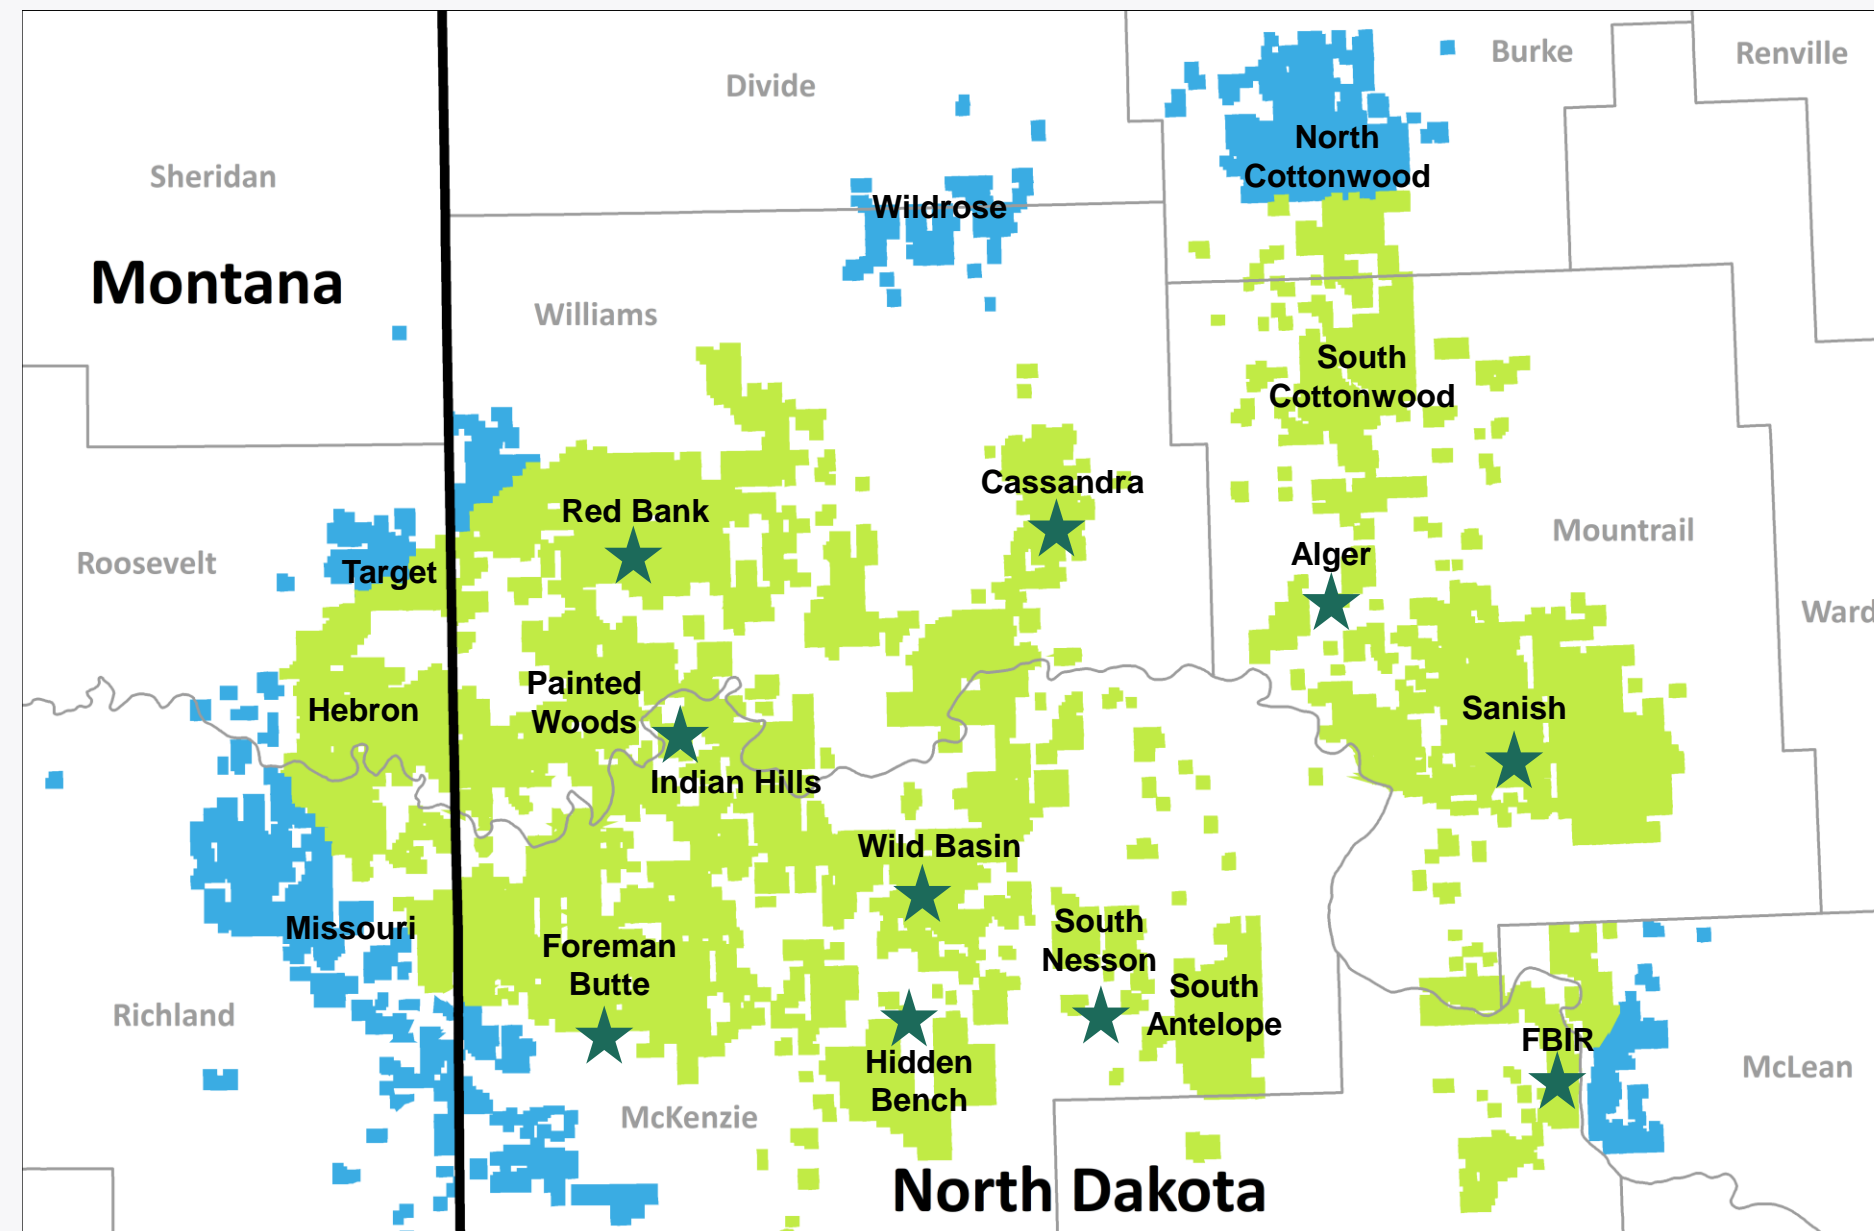 Burke
Renville
Divide
North
Cottonwood
Sheridan
Wildrose
Montana
Williams
South
Cottonwood
Cassandra
Red Bank
Mountrail
Alger
Roosevelt
Target
Ward
Painted
Woods
Hebron
Sanish
Indian Hills
Wild Basin
Missouri
South
Nesson
Foreman
Butte
South
Antelope
Richland
FBIR
Hidden
Bench
McLean
McKenzie
North Dakota